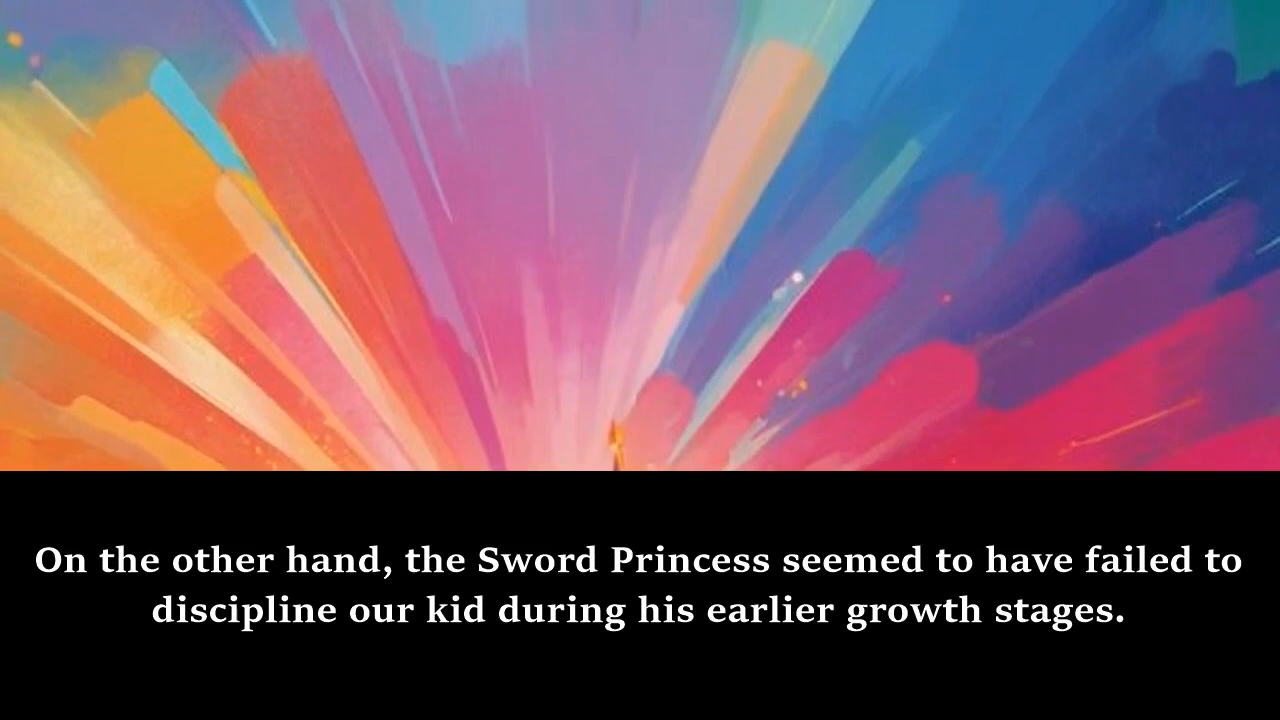 On the other hand, the Sword Princess seemed to have failed to
discipline our kid during his earlier growth stages.